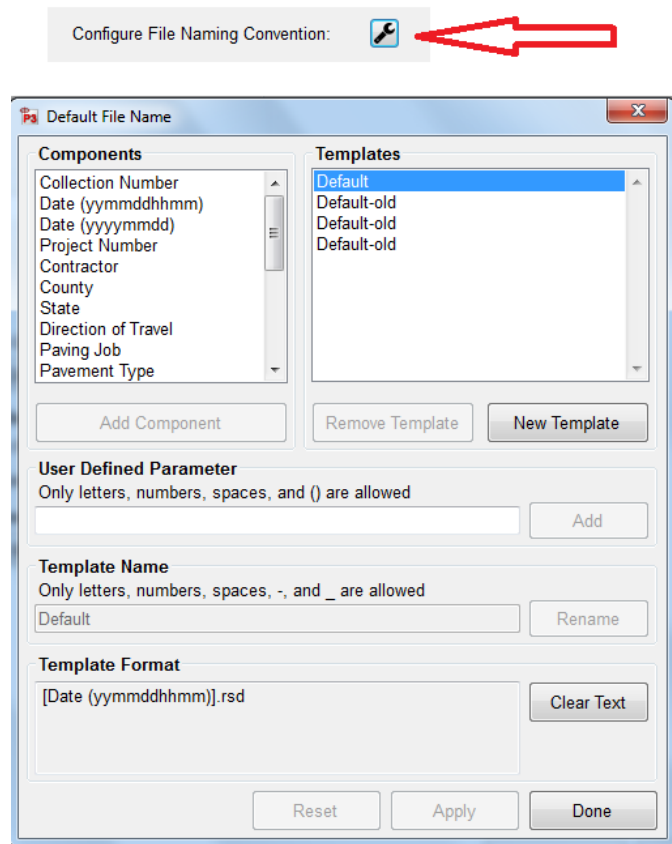 Configure File Naming Convention:
P3 Default File Name
Components
Collection Number
Date (yymmddhhmm)
Date (yyyymmdd)
Project Number
Contractor
County
State
Direction of Travel
Paving Job
Pavement Type
Add Component
Templates
Default
Default-old
Default-old
Default-old
Remove Template
New Template
User Defined Parameter
Only letters, numbers, spaces, and () are allowed
Add
Template Name
Only letters, numbers, spaces, -, and _ are allowed
Default
Rename
Template Format
[Date (yymmddhhmm)].rsd
Clear Text
Reset
Apply
Done